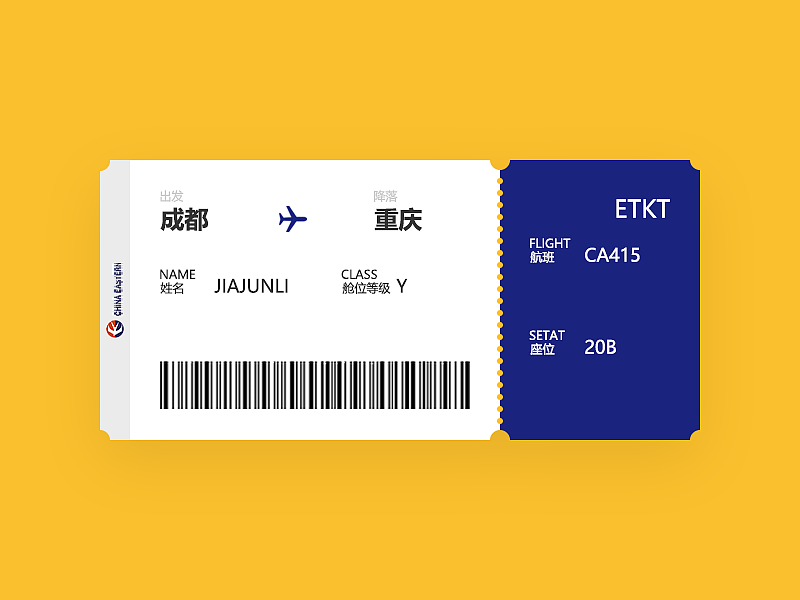 出发
成都
降落
重庆
NAME
姓名
JIAJUNLI
CLASS
舱位等级
Y
CHINA EASTERN
ETKT
FLIGHT
航班
CA415
SETAT
座位
20B